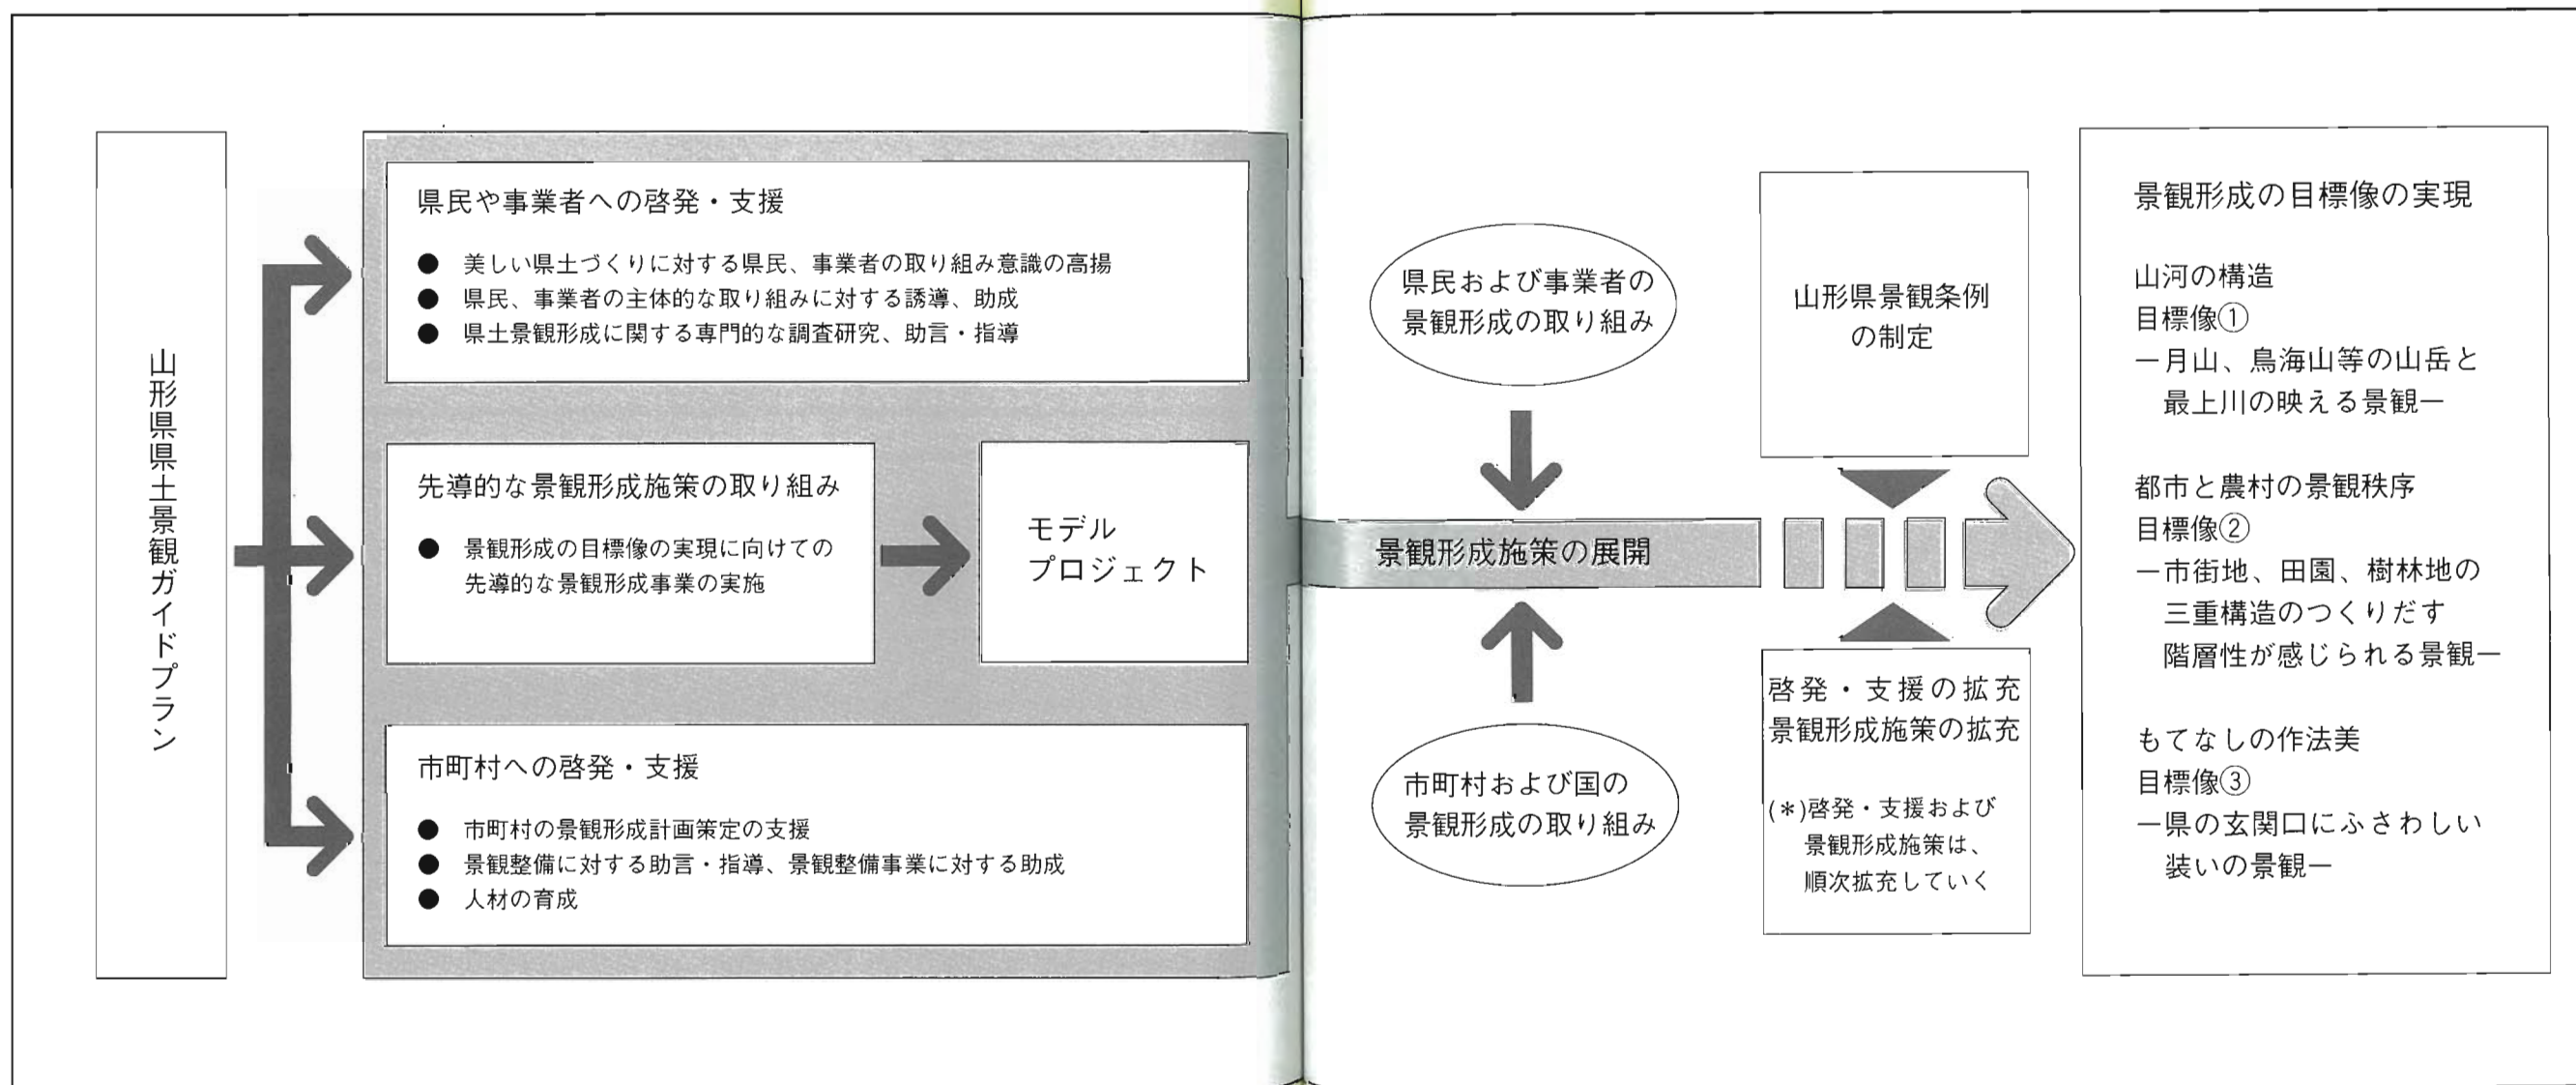 山形県県土景観ガイドプラン
県民や事業者への啓発・支援
● 美しい県土づくりに対する県民、事業者の取り組み意識の高揚
● 県民、事業者の主体的な取り組みに対する誘導、助成
● 県土景観形成に関する専門的な調査研究、助言・指導
先導的な景観形成施策の取り組み
● 景観形成の目標像の実現に向けての
先導的な景観形成事業の実施
モデル
プロジェクト
市町村への啓発・支援
● 市町村の景観形成計画策定の支援
● 景観整備に対する助言・指導、景観整備事業に対する助成
● 人材の育成
県民および事業者の
景観形成の取り組み
景観形成施策の展開
市町村および国の
景観形成の取り組み
山形県景観条例
の制定
啓発・支援の拡充
景観形成施策の拡充
(*)啓発・支援および
景観形成施策は、
順次拡充していく
景観形成の目標像の実現
山河の構造
目標像①
―月山、鳥海山等の山岳と
最上川の映える景観―
都市と農村の景観秩序
目標像②
―市街地、田園、樹林地の
三重構造のつくりだす
階層性が感じられる景観―
もてなしの作法美
目標像③
―県の玄関口にふさわしい
装いの景観―